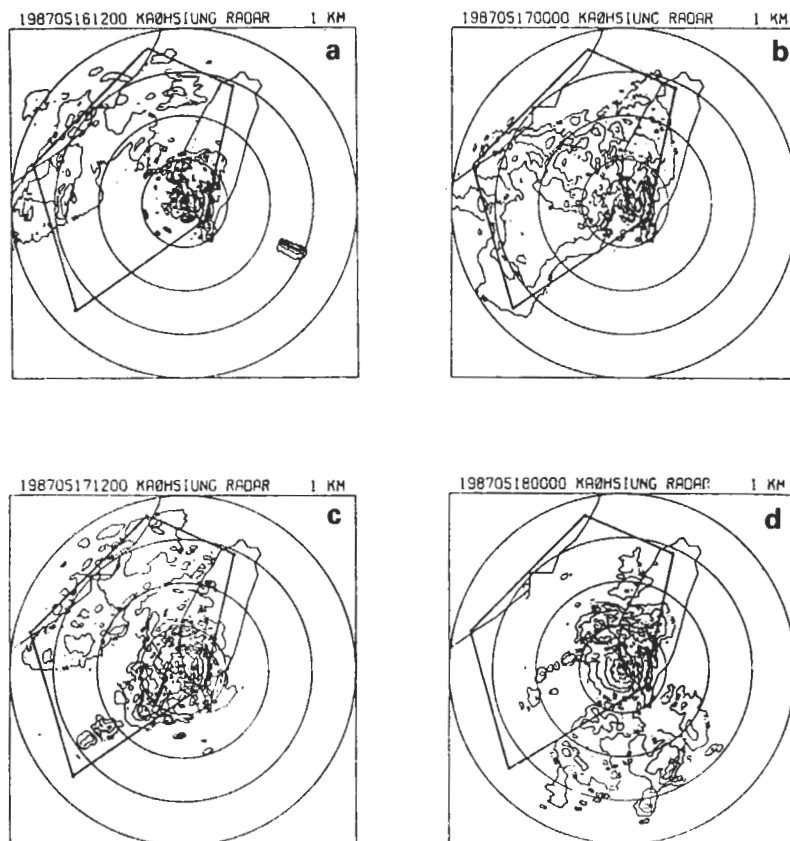 198705161200 KAØHSIUNG RADAR 1 KM
a
198705170000 KAØHSIUNG RADAR 1 KM
b
198705171200 KAØHSIUNG RADAR 1 KM
c
198705180000 KAØHSIUNG RADAR 1 KM
d